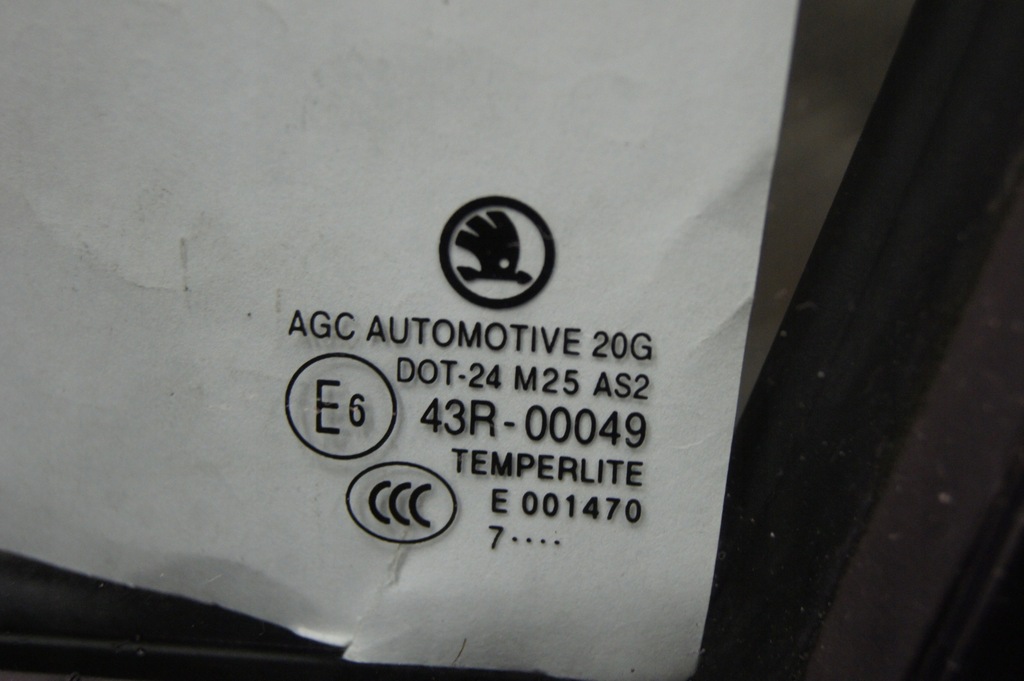 AGC AUTOMOTIVE 20G
DOT-24 M25 AS2
E6 43R-00049
TEMPERLITE
CCC E 001470
7····